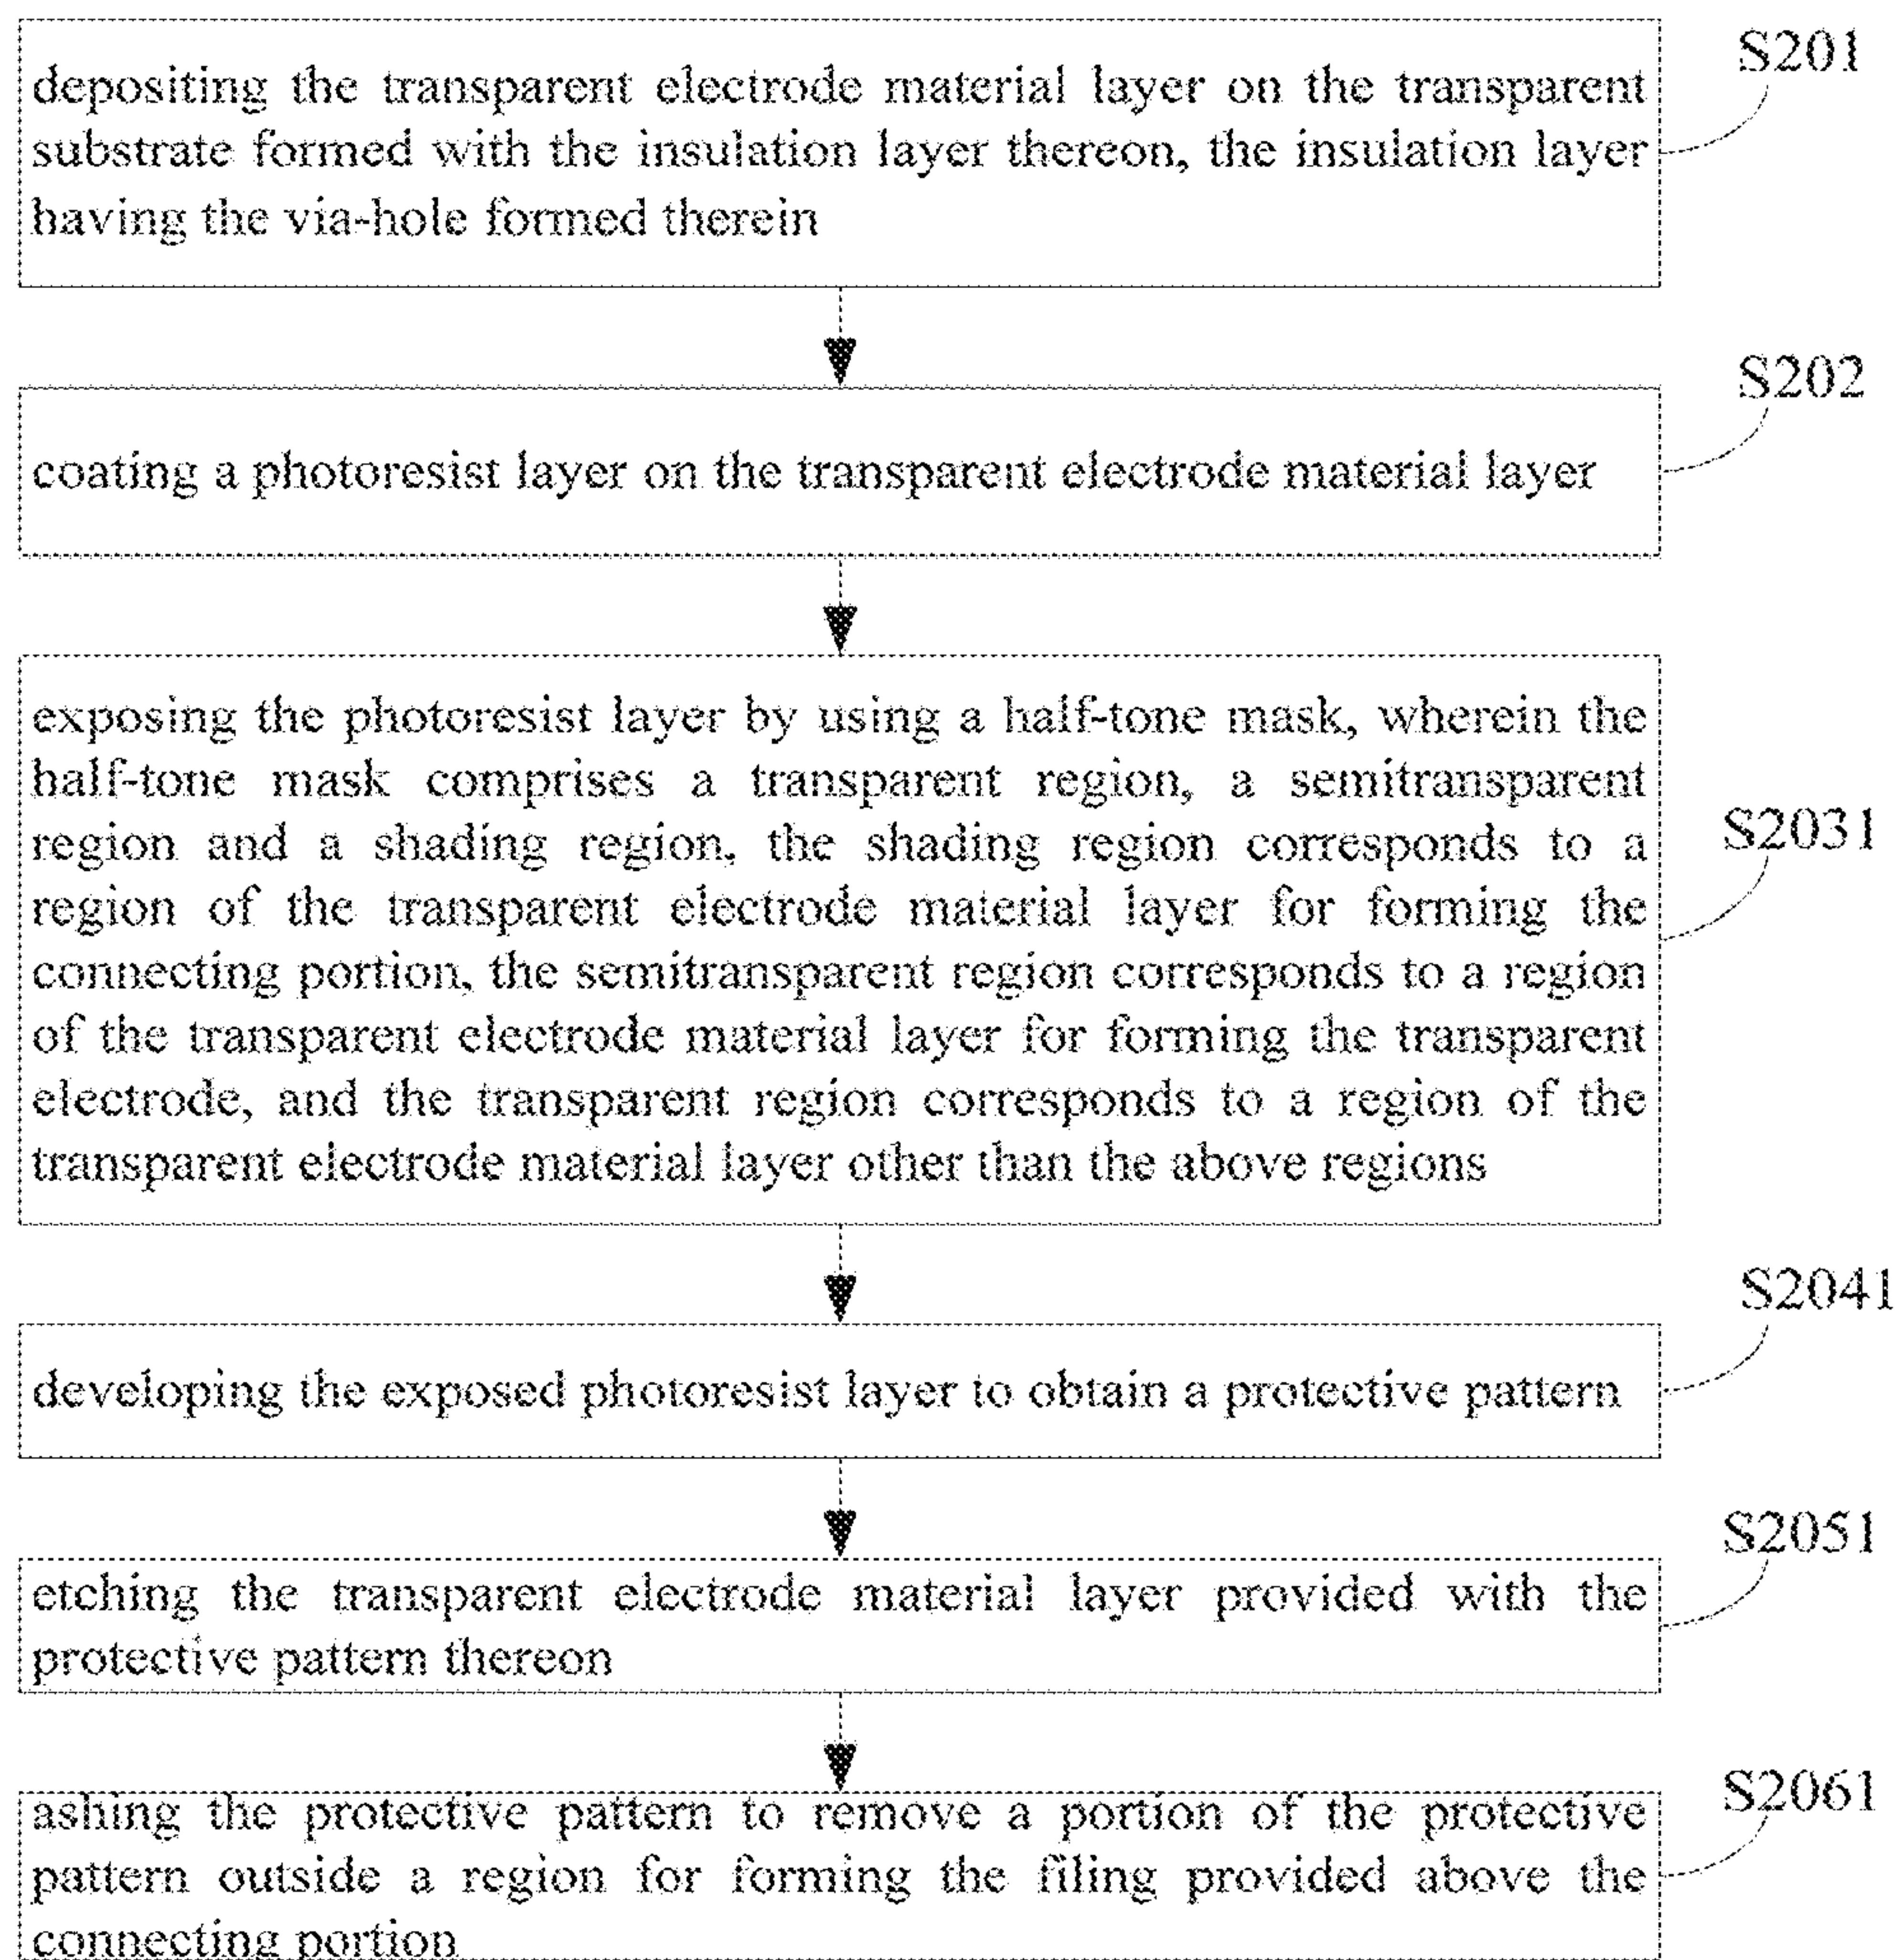 S201
depositing the transparent electrode material layer on the transparent
substrate formed with the insulation layer thereon, the insulation layer
having the via-hole formed therein
S202
coating a photoresist layer on the transparent electrode material layer
exposing the photoresist layer by using a half-tone mask, wherein the
half-tone mask comprises a transparent region, a semitransparent
region and a shading region, the shading region corresponds to a
S2031
region of the transparent electrode material layer for forming the
connecting portion, the semitransparent region corresponds to a region
of the transparent electrode material layer for forming the transparent
electrode, and the transparent region corresponds to a region of the
transparent electrode material layer other than the above regions
S2041
developing the exposed photoresist layer to obtain a protective pattern
S2051
etching the transparent electrode material layer provided with the
protective pattern thereon
S2061
ashing the protective pattern to remove a portion of the protective
pattern outside a region for forming the filing provided above the
connecting portion